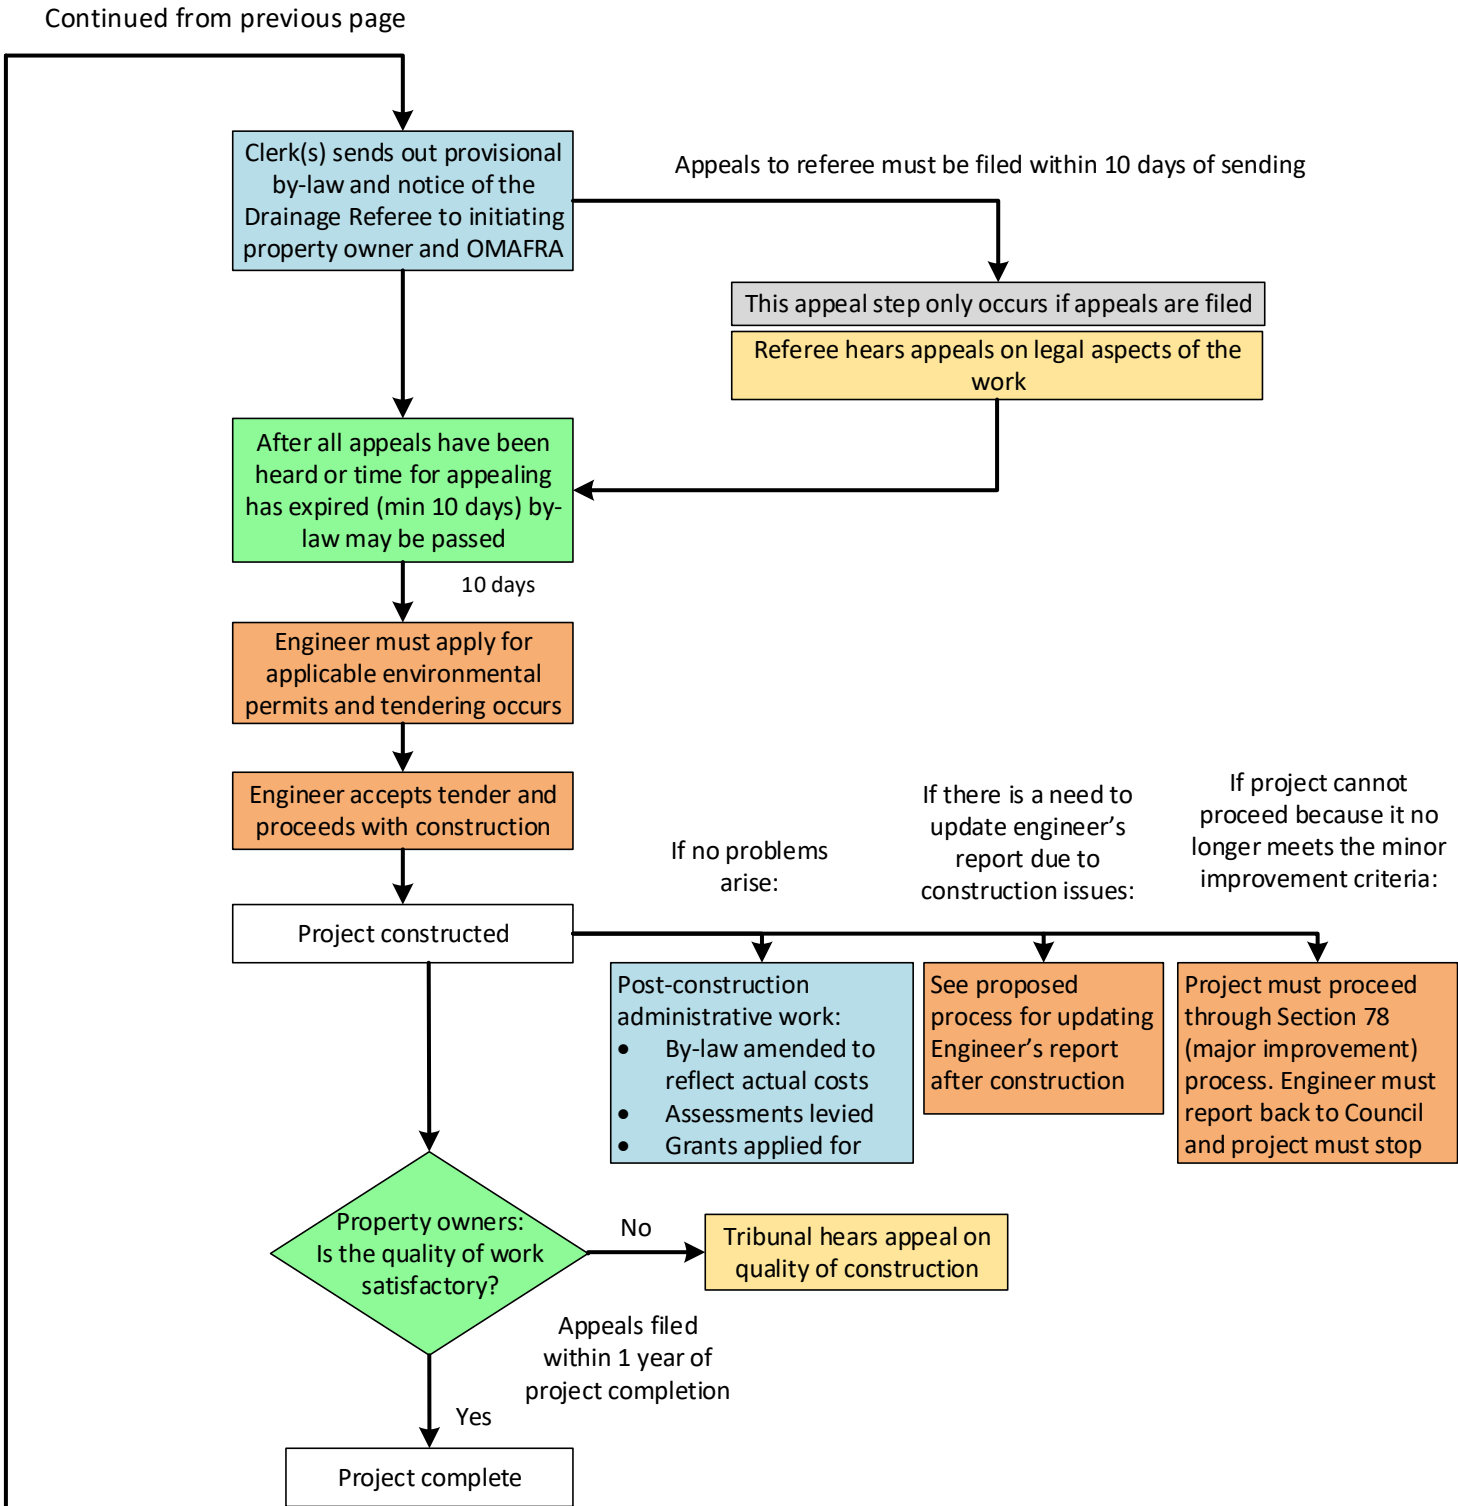 Continued from previous page
Clerk(s) sends out provisional
by-law and notice of the
Drainage Referee to initiating
property owner and OMAFRA
Appeals to referee must be filed within 10 days of sending
This appeal step only occurs if appeals are filed
Referee hears appeals on legal aspects of the
work
After all appeals have been
heard or time for appealing
has expired (min 10 days) by-
law may be passed
10 days
Engineer must apply for
applicable environmental
permits and tendering occurs
Engineer accepts tender and
proceeds with construction
Project constructed
If no problems
arise:
If there is a need to
update engineer’s
report due to
construction issues:
If project cannot
proceed because it no
longer meets the minor
improvement criteria:
Post-construction
administrative work:
• By-law amended to
reflect actual costs
• Assessments levied
• Grants applied for
See proposed
process for updating
Engineer’s report
after construction
Project must proceed
through Section 78
(major improvement)
process. Engineer must
report back to Council
and project must stop
Property owners:
Is the quality of work
satisfactory?
No
Tribunal hears appeal on
quality of construction
Appeals filed
within 1 year of
project completion
Yes
Project complete